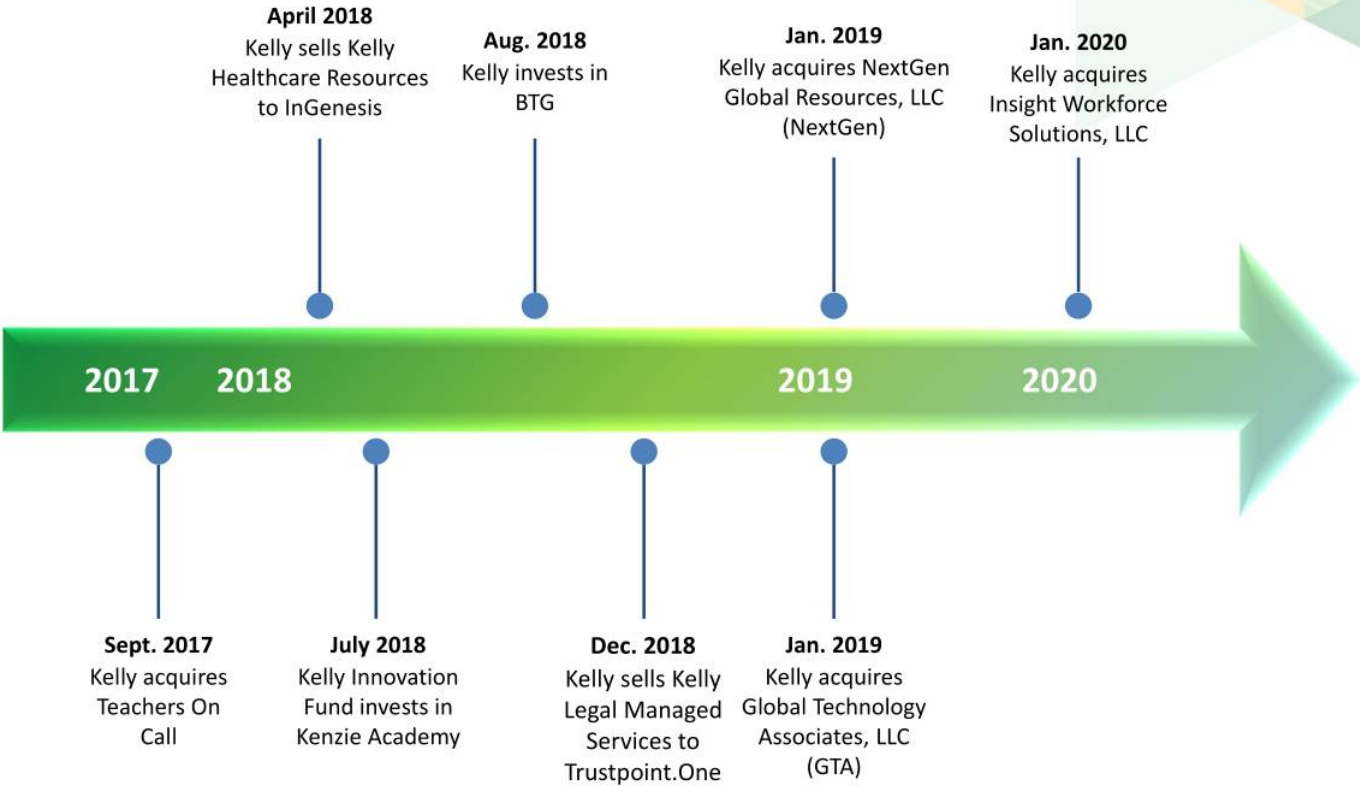 April 2018
Kelly sells Kelly
Healthcare Resources
to InGenesis
Aug. 2018
Kelly invests in
BTG
Jan. 2019
Kelly acquires NextGen
Global Resources, LLC
(NextGen)
Jan. 2020
Kelly acquires
Insight Workforce
Solutions, LLC
2017
2018
2019
2020
Sept. 2017
Kelly acquires
Teachers On
Call
July 2018
Kelly Innovation
Fund invests in
Kenzie Academy
Dec. 2018
Kelly sells Kelly
Legal Managed
Services to
Trustpoint.One
Jan. 2019
Kelly acquires
Global Technology
Associates, LLC
(GTA)